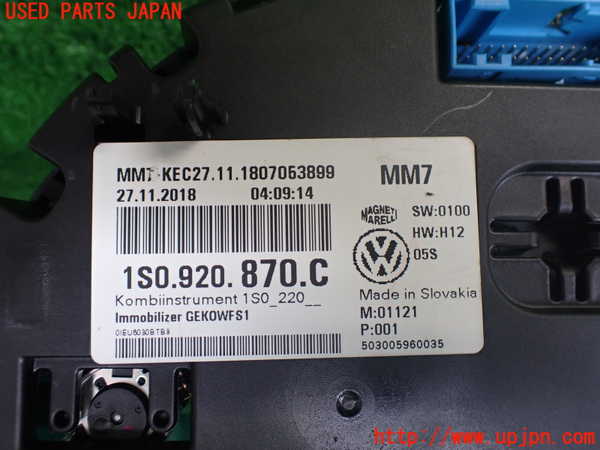 USED PARTS JAPAN
MM7-KEC27.11.1807053899
27.11.2018 04:09:14
MM7
MAGNETI
MARELLI
SW:0100
HW:H12
05S
1S0.920.870.C
Kombiinstrument 1S0_220__
Immobilizer GEKOWFS1
Made in Slovakia
M:01121
P:001
503005960035
http://www.upjpn.com/